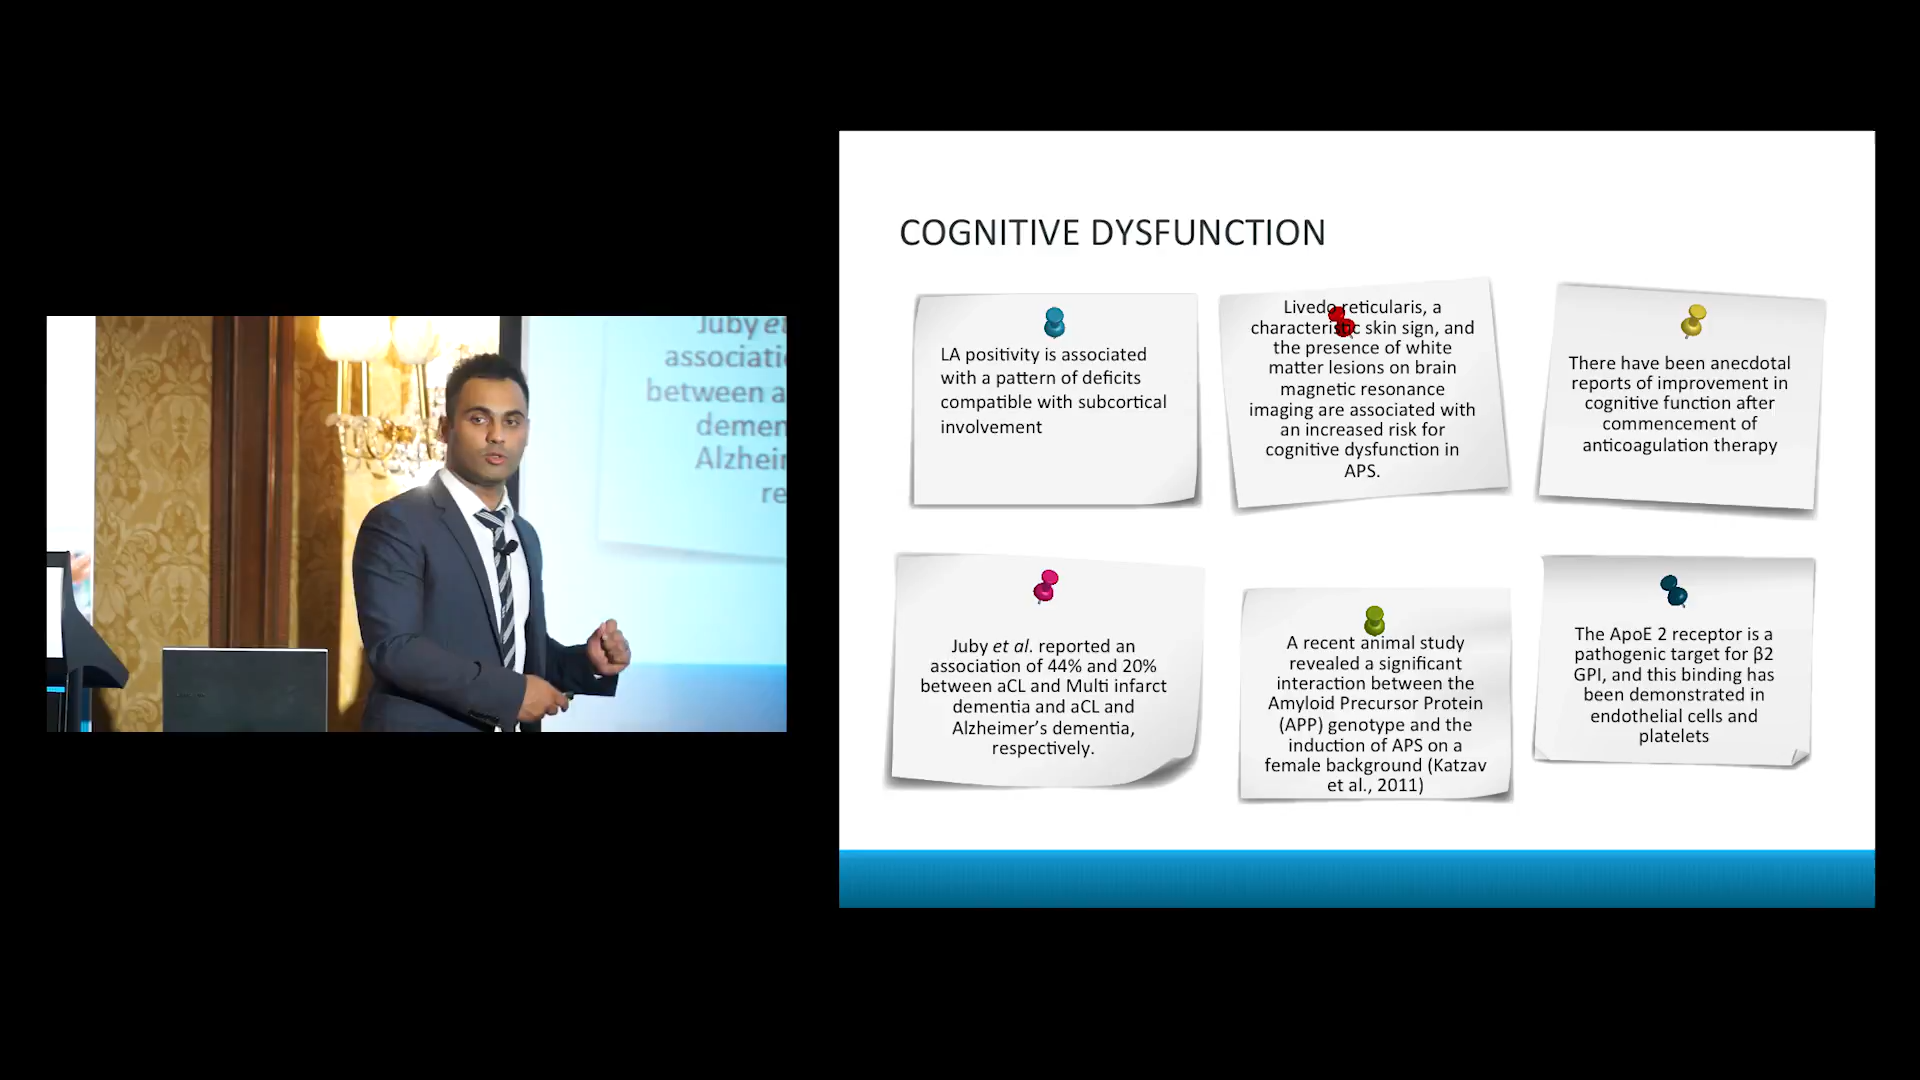 Juby et
associati
between a
demen
Alzhei
re
COGNITIVE DYSFUNCTION
LA positivity is associated
with a pattern of deficits
compatible with subcortical
involvement
Livedo reticularis, a
characteristic skin sign, and
the presence of white
matter lesions on brain
magnetic resonance
imaging are associated with
an increased risk for
cognitive dysfunction in
APS.
There have been anecdotal
reports of improvement in
cognitive function after
commencement of
anticoagulation therapy
Juby et al. reported an
association of 44% and 20%
between aCL and Multi infarct
dementia and aCL and
Alzheimer’s dementia,
respectively.
A recent animal study
revealed a significant
interaction between the
Amyloid Precursor Protein
(APP) genotype and the
induction of APS on a
female background (Katzav
et al., 2011)
The ApoE 2 receptor is a
pathogenic target for β2
GPI, and this binding has
been demonstrated in
endothelial cells and
platelets